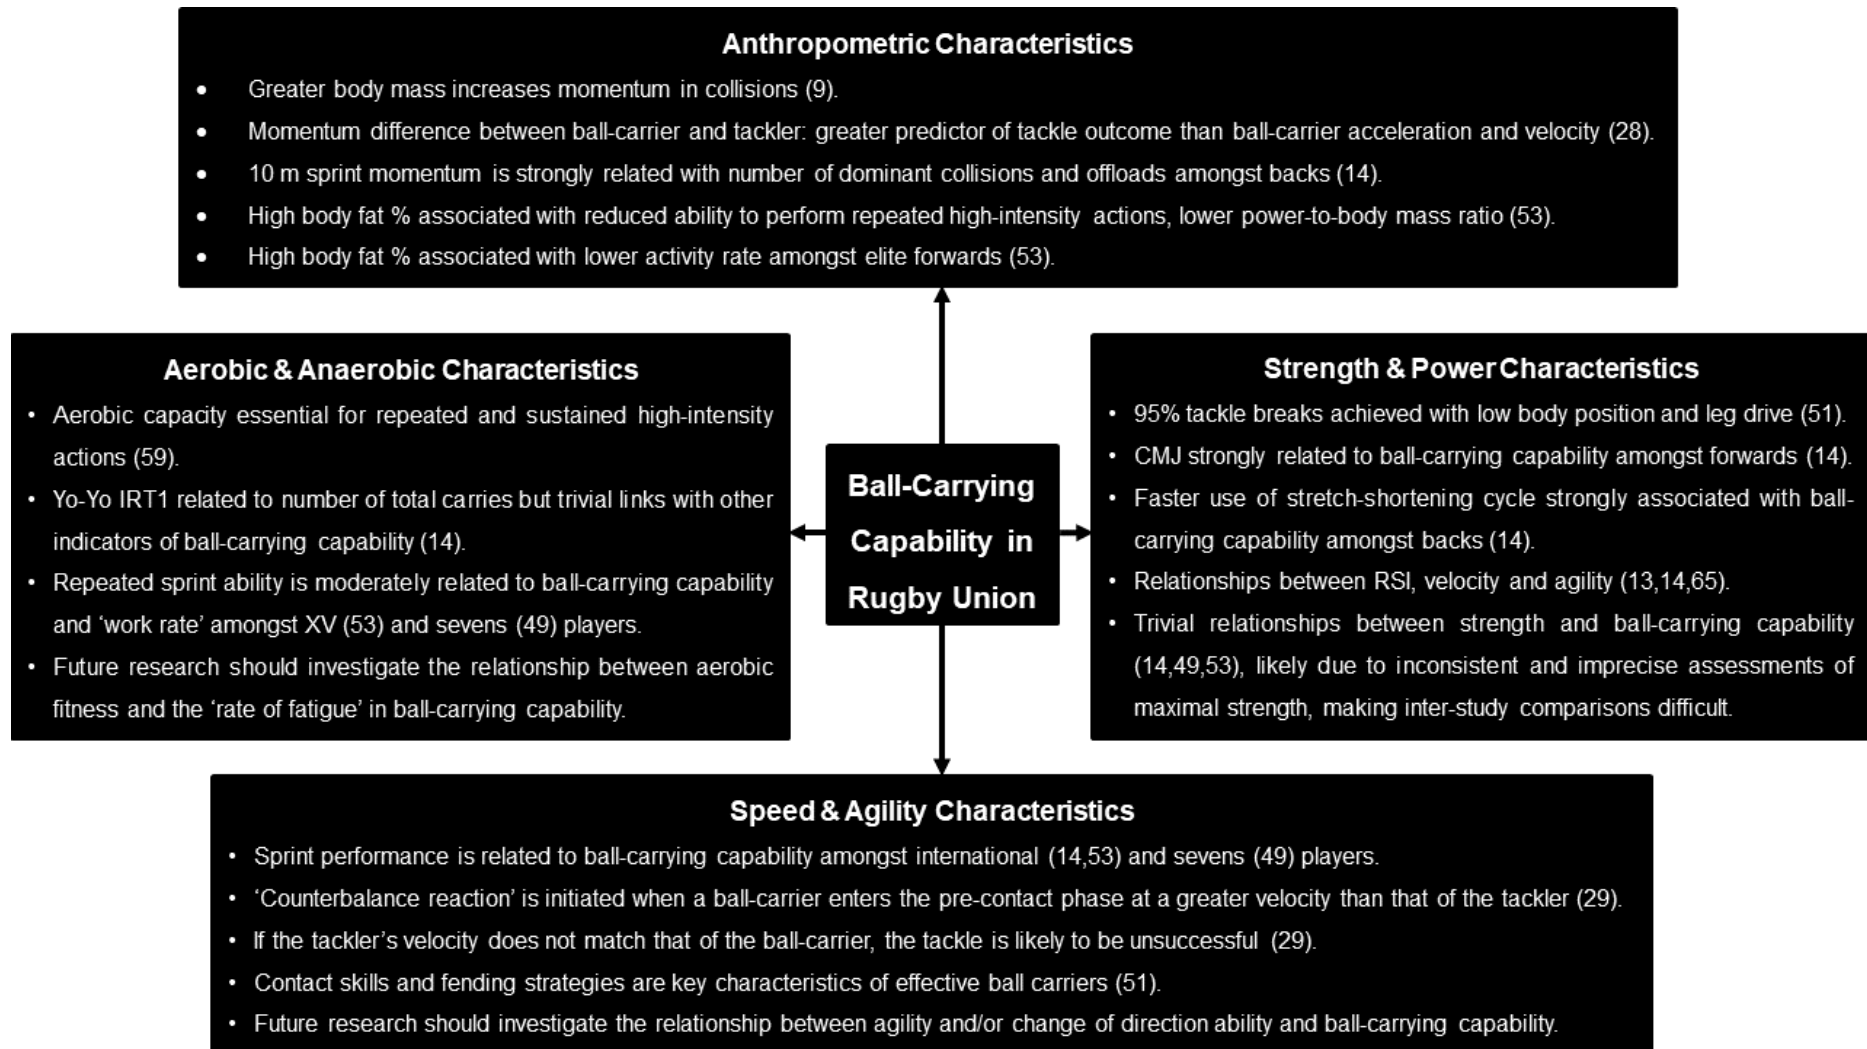 Anthropometric Characteristics
• Greater body mass increases momentum in collisions (9).
• Momentum difference between ball-carrier and tackler: greater predictor of tackle outcome than ball-carrier acceleration and velocity (28).
• 10 m sprint momentum is strongly related with number of dominant collisions and offloads amongst backs (14).
• High body fat % associated with reduced ability to perform repeated high-intensity actions, lower power-to-body mass ratio (53).
• High body fat % associated with lower activity rate amongst elite forwards (53).
Aerobic & Anaerobic Characteristics
• Aerobic capacity essential for repeated and sustained high-intensity
actions (59).
• Yo-Yo IRT1 related to number of total carries but trivial links with other
indicators of ball-carrying capability (14).
• Repeated sprint ability is moderately related to ball-carrying capability
and ‘work rate’ amongst XV (53) and sevens (49) players.
• Future research should investigate the relationship between aerobic
fitness and the ‘rate of fatigue’ in ball-carrying capability.
Ball-Carrying
Capability in
Rugby Union
Strength & Power Characteristics
• 95% tackle breaks achieved with low body position and leg drive (51).
• CMJ strongly related to ball-carrying capability amongst forwards (14).
• Faster use of stretch-shortening cycle strongly associated with ball-
carrying capability amongst backs (14).
• Relationships between RSI, velocity and agility (13,14,65).
• Trivial relationships between strength and ball-carrying capability
(14,49,53), likely due to inconsistent and imprecise assessments of
maximal strength, making inter-study comparisons difficult.
Speed & Agility Characteristics
• Sprint performance is related to ball-carrying capability amongst international (14,53) and sevens (49) players.
• ‘Counterbalance reaction’ is initiated when a ball-carrier enters the pre-contact phase at a greater velocity than that of the tackler (29).
• If the tackler’s velocity does not match that of the ball-carrier, the tackle is likely to be unsuccessful (29).
• Contact skills and fending strategies are key characteristics of effective ball carriers (51).
• Future research should investigate the relationship between agility and/or change of direction ability and ball-carrying capability.